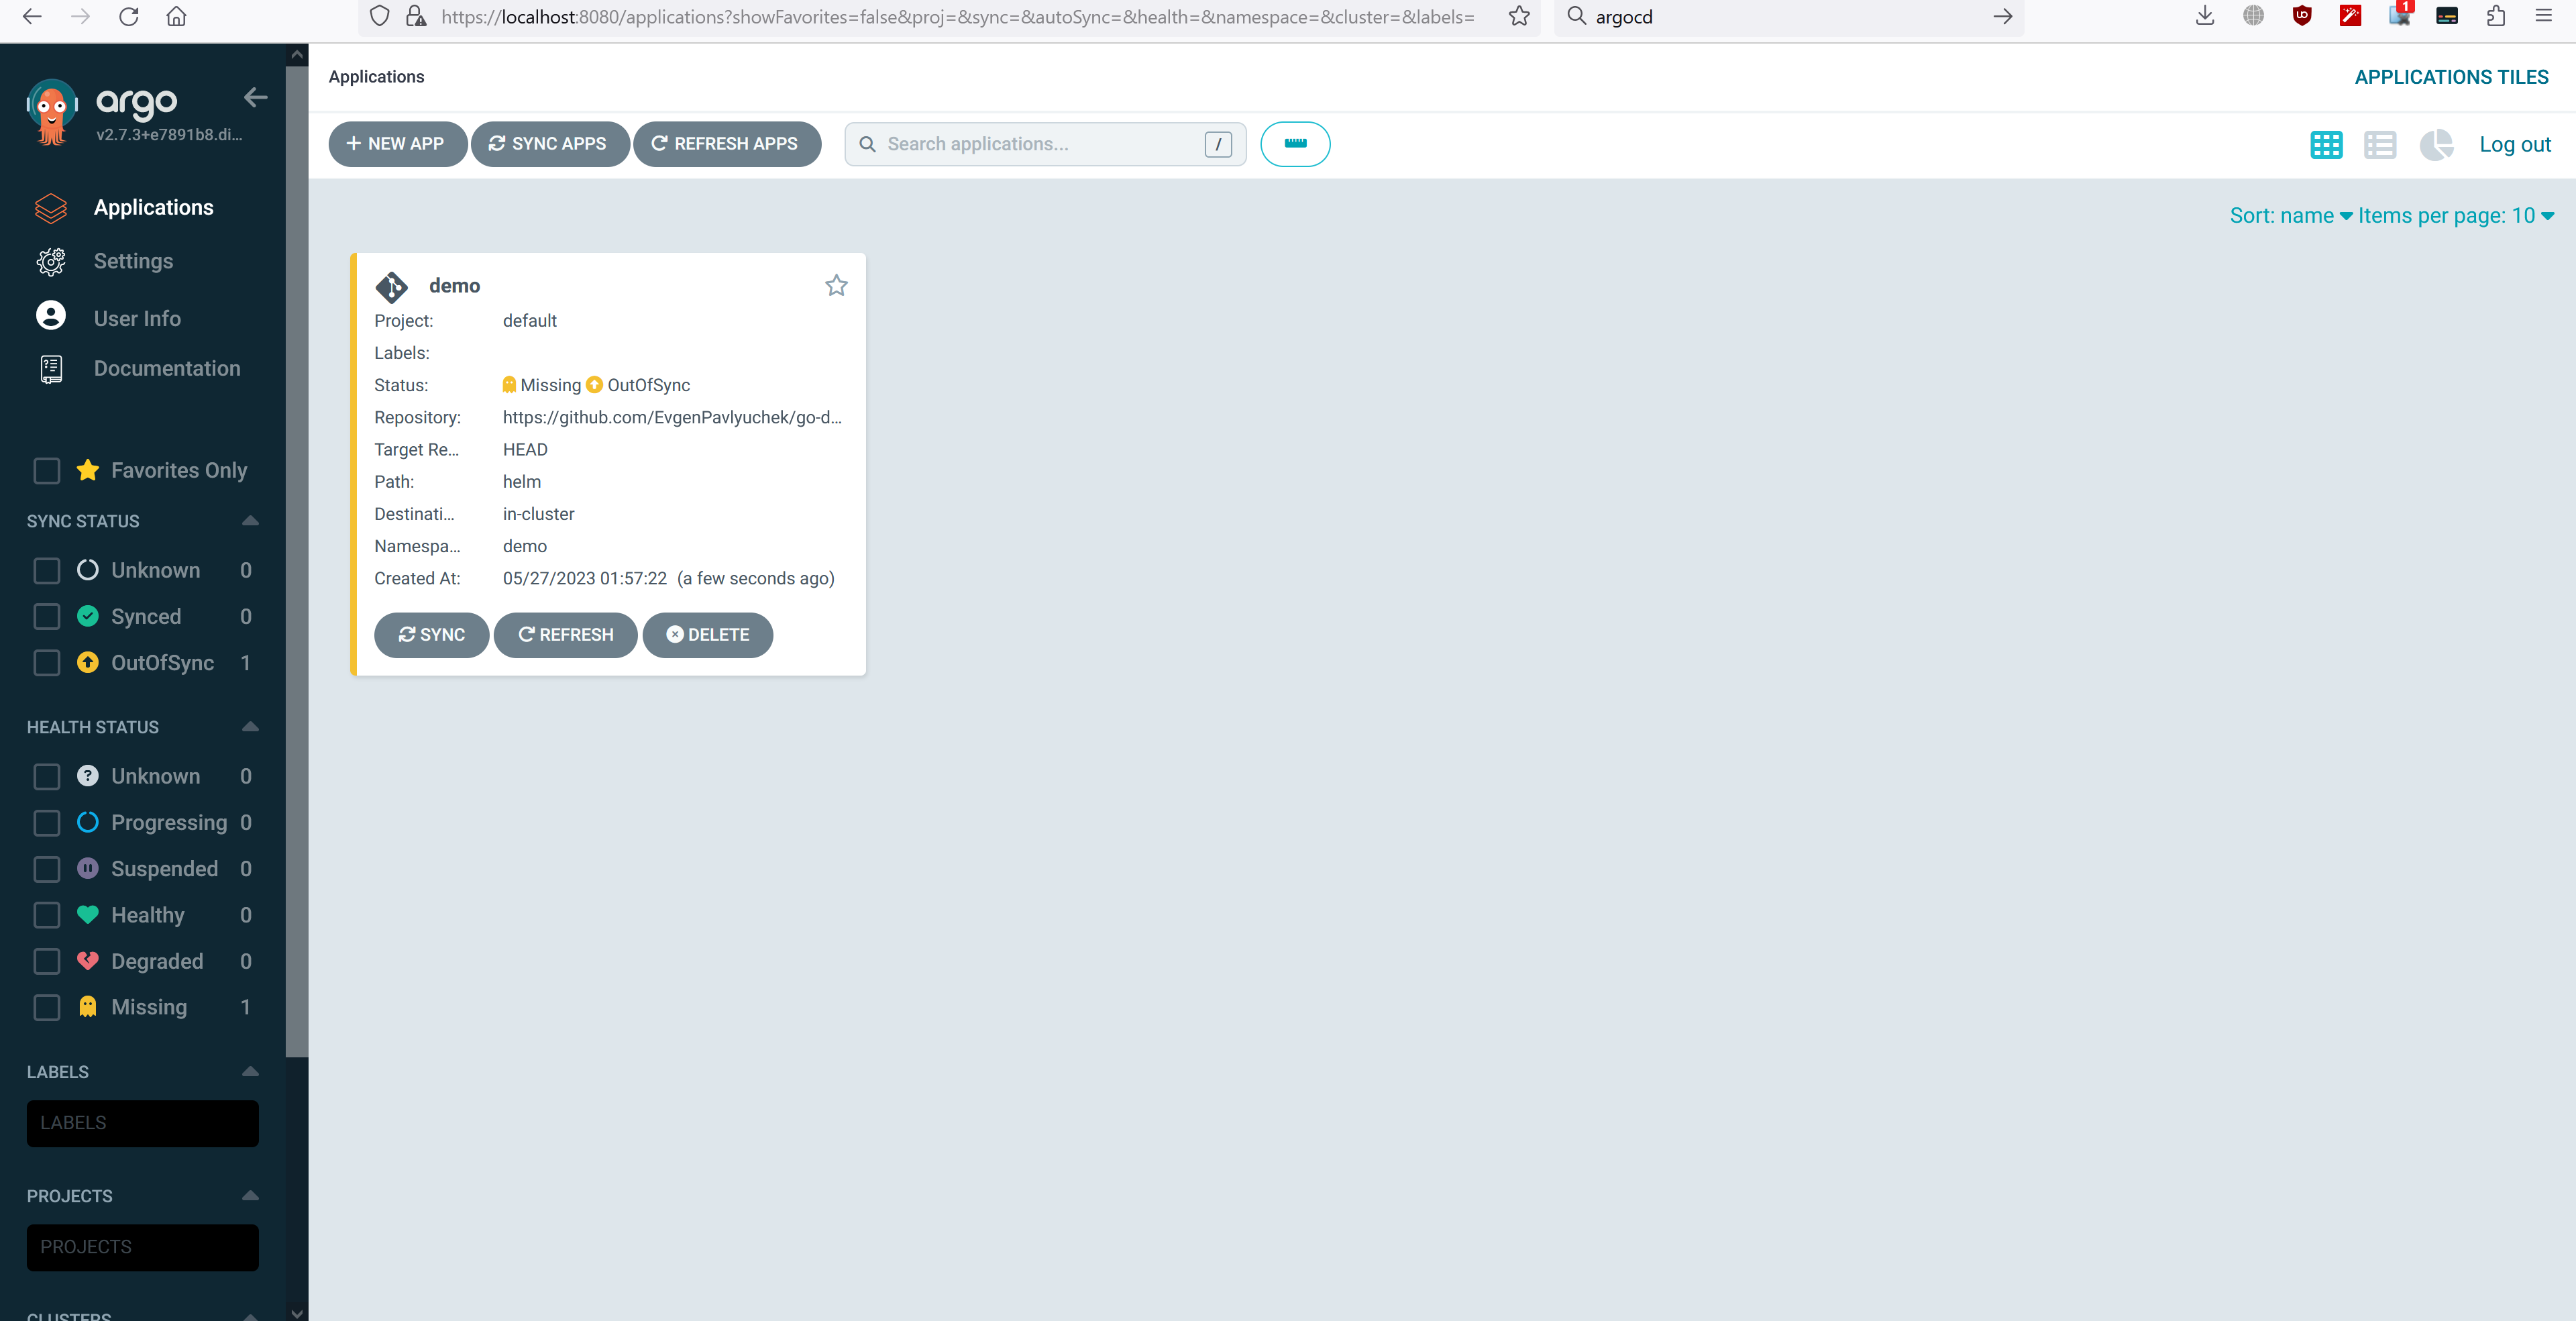 https://localhost:8080/applications?showFavorites=false&proj=&sync=&autoSync=&health=&namespace=&cluster=&labels=
argocd
1
argo
v2.7.3+e7891b8.di...
Applications
Settings
User Info
Documentation
Favorites Only
SYNC STATUS
Unknown 0
Synced 0
OutOfSync 1
HEALTH STATUS
Unknown 0
Progressing 0
Suspended 0
Healthy 0
Degraded 0
Missing 1
LABELS
LABELS
PROJECTS
PROJECTS
CLUSTERS
Applications
APPLICATIONS TILES
NEW APP
SYNC APPS
REFRESH APPS
Search applications... /
Log out
Sort: name Items per page: 10
demo
Project: default
Labels:
Status: Missing OutOfSync
Repository: https://github.com/EvgenPavlyuchek/go-d...
Target Re... HEAD
Path: helm
Destinati... in-cluster
Namespa... demo
Created At: 05/27/2023 01:57:22 (a few seconds ago)
SYNC REFRESH DELETE